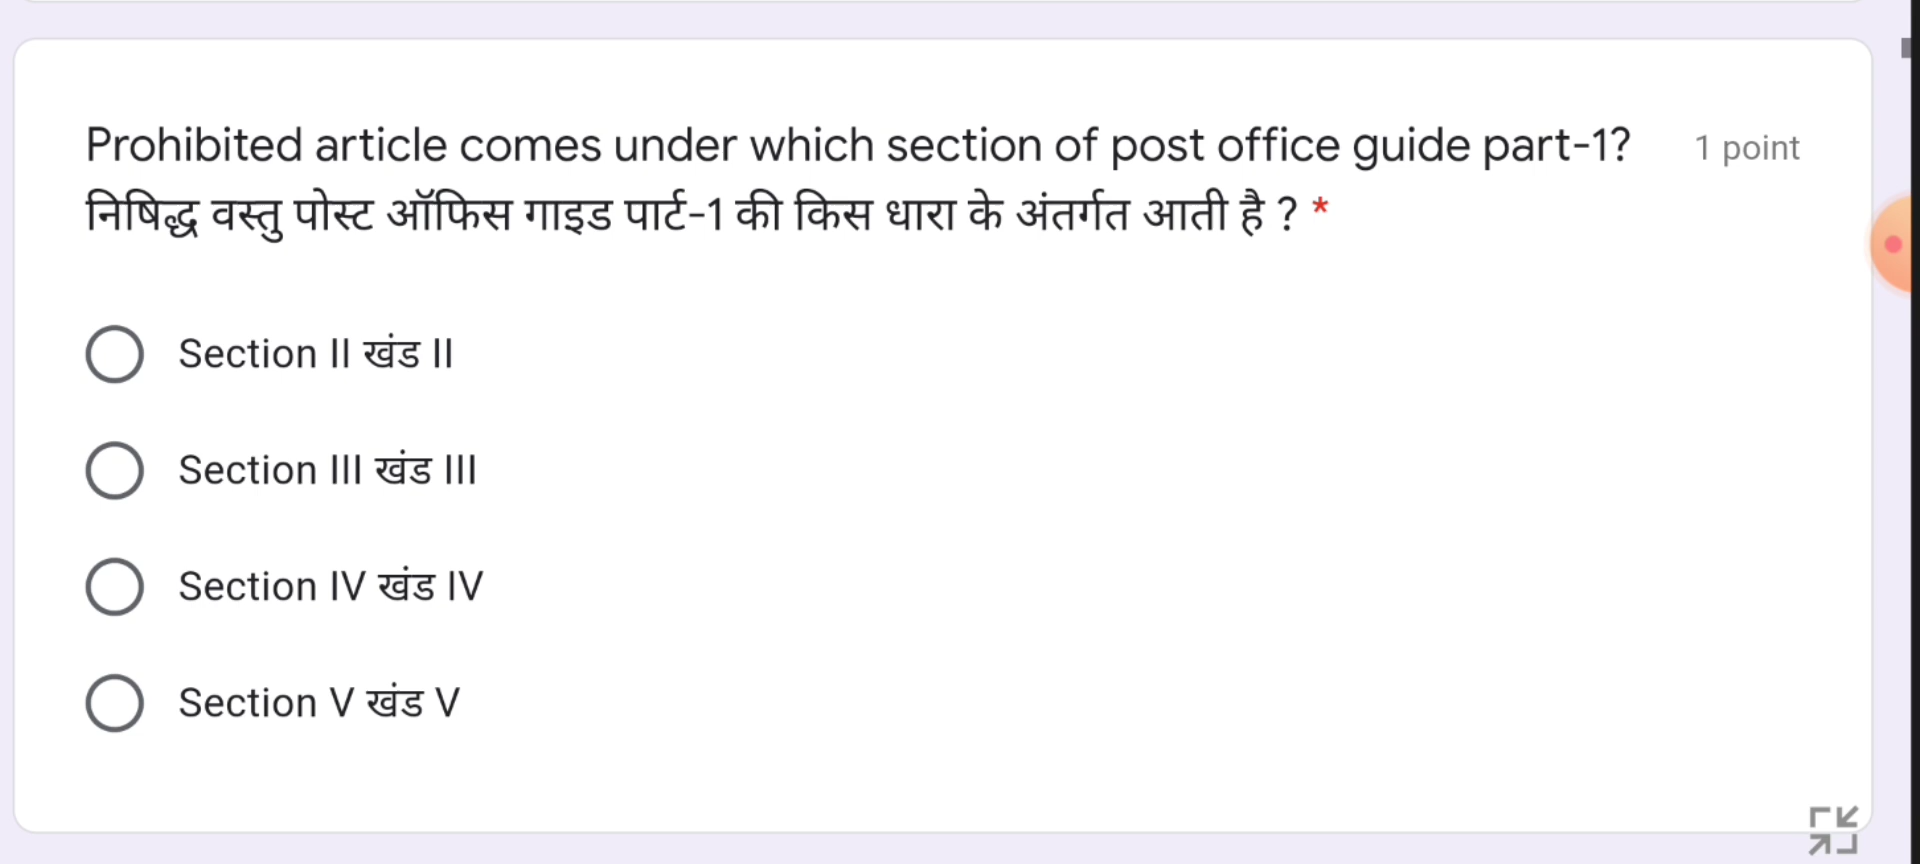 Prohibited article comes under which section of post office guide part-1? 1 point
निषिद्ध वस्तु पोस्ट ऑफिस गाइड पार्ट-1 की किस धारा के अंतर्गत आती है ? *
Section II खंड II
Section III खंड III
Section IV खंड IV
Section V खंड V